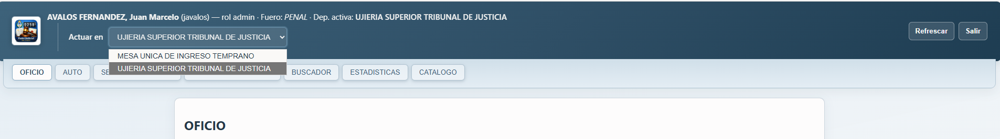 0258
Poder Judicial
AVALOS FERNANDEZ, Juan Marcelo (javalos) — rol admin · Fuero: PENAL · Dep. activa: UJIERIA SUPERIOR TRIBUNAL DE JUSTICIA
Actuar en UJIERIA SUPERIOR TRIBUNAL DE JUSTICIA
Refrescar Salir
MESA UNICA DE INGRESO TEMPRANO
UJIERIA SUPERIOR TRIBUNAL DE JUSTICIA
OFICIO AUTO SE BUSCADOR ESTADISTICAS CATALOGO
OFICIO